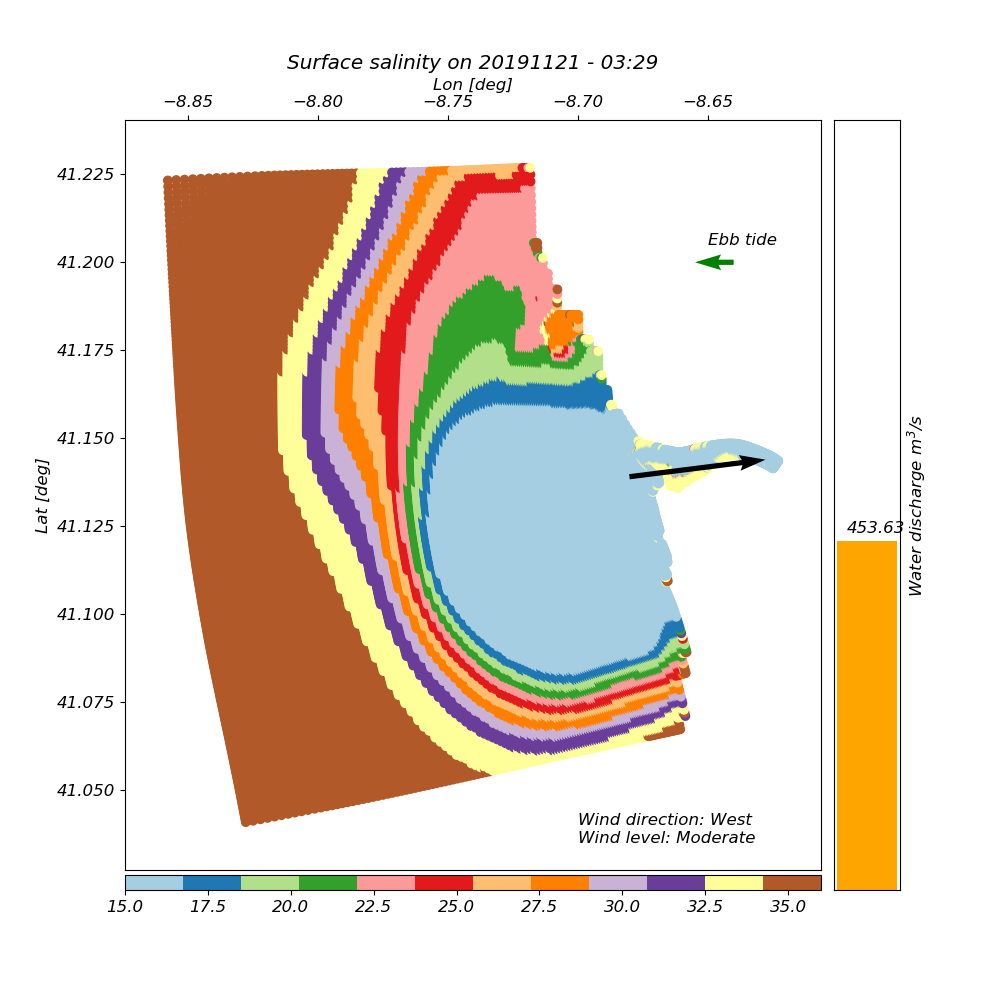 Surface salinity on 20191121 - 03:29
Lon [deg]
−8.85 −8.80 −8.75 −8.70 −8.65
41.225
41.200
41.175
41.150
41.125
41.100
41.075
41.050
Lat [deg]
Ebb tide
Wind direction: West
Wind level: Moderate
453.63
Water discharge m³/s
15.0 17.5 20.0 22.5 25.0 27.5 30.0 32.5 35.0